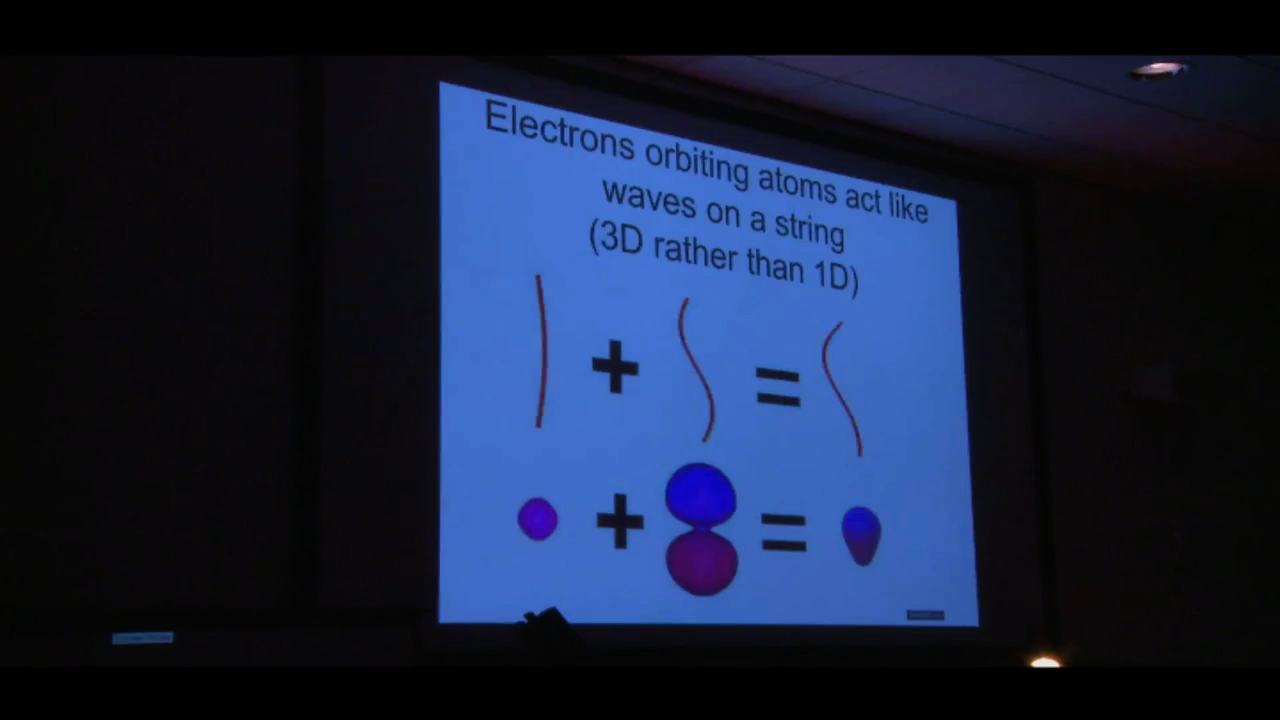 Electrons orbiting atoms act like
waves on a string
(3D rather than 1D)
+ =
+ =